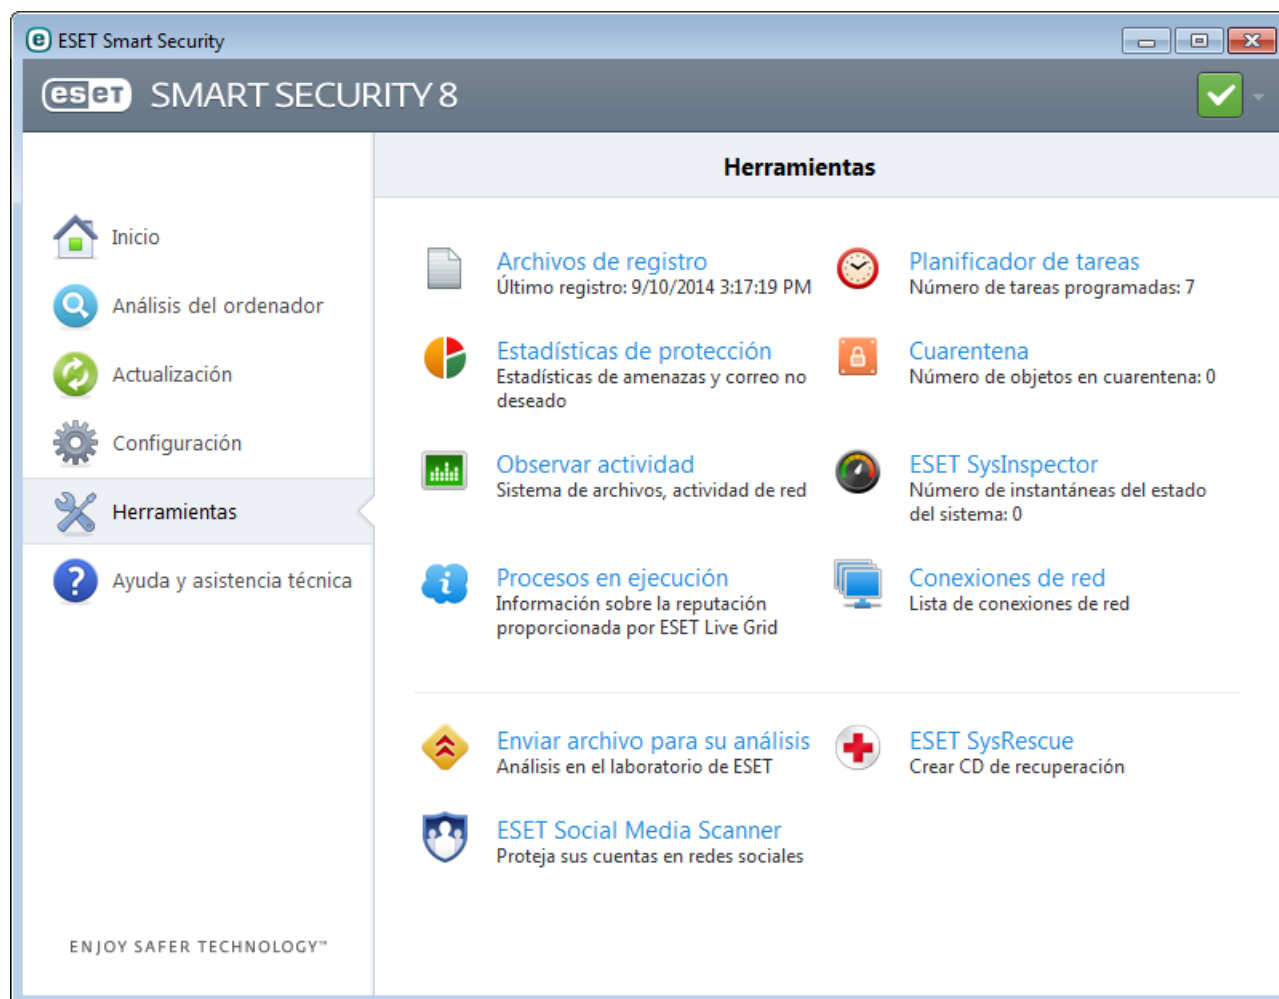 ESET Smart Security
eset SMART SECURITY 8
Herramientas
Inicio
Análisis del ordenador
Actualización
Configuración
Herramientas
Ayuda y asistencia técnica
Archivos de registro
Último registro: 9/10/2014 3:17:19 PM
Planificador de tareas
Número de tareas programadas: 7
Estadísticas de protección
Estadísticas de amenazas y correo no
deseado
Cuarentena
Número de objetos en cuarentena: 0
Observar actividad
Sistema de archivos, actividad de red
ESET SysInspector
Número de instantáneas del estado
del sistema: 0
Procesos en ejecución
Información sobre la reputación
proporcionada por ESET Live Grid
Conexiones de red
Lista de conexiones de red
Enviar archivo para su análisis
Análisis en el laboratorio de ESET
ESET SysRescue
Crear CD de recuperación
ESET Social Media Scanner
Proteja sus cuentas en redes sociales
ENJOY SAFER TECHNOLOGY™